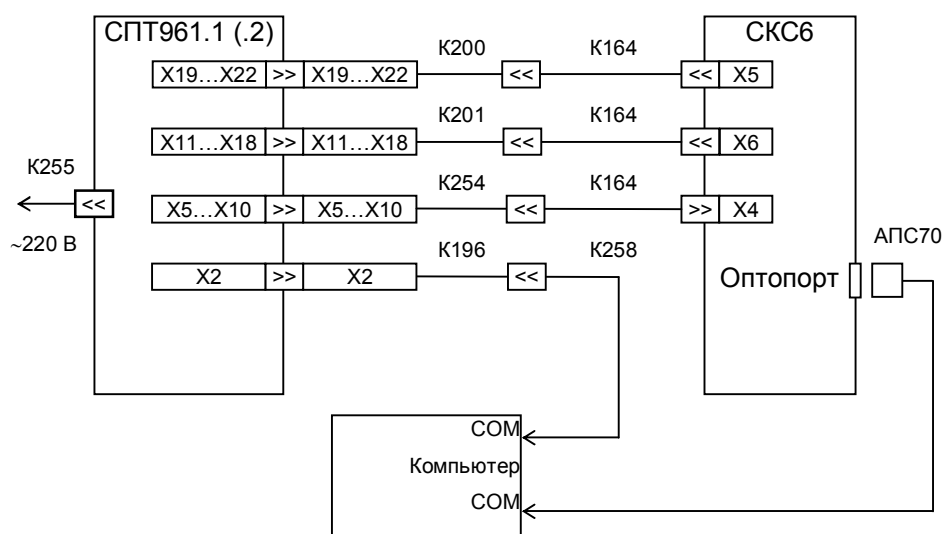 СПТ961.1 (.2)
СКС6
К200
К164
X19…X22 >> X19…X22
<<
<< X5
К201
К164
X11…X18 >> X11…X18
<<
<< X6
К255
<<
~220 В
К254
К164
X5…X10 >> X5…X10
<<
>> X4
АПС70
К196
К258
X2 >> X2
<<
Оптопорт
COM
Компьютер
COM